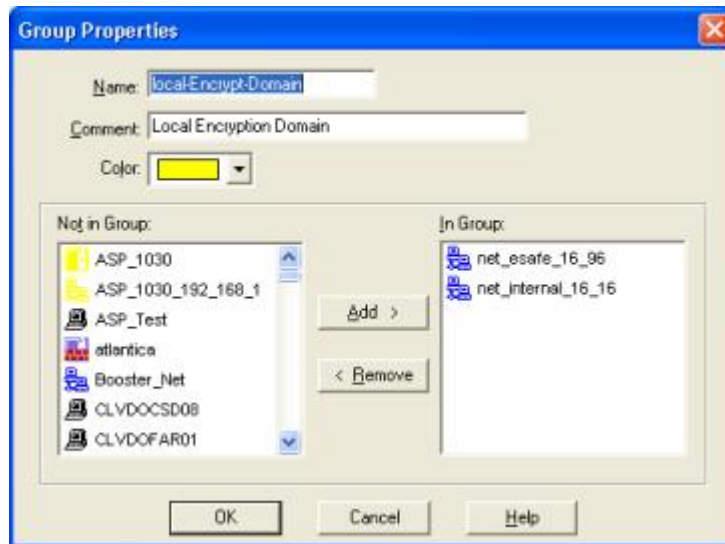 Group Properties
Name: local-Encrypt-Domain
Comment: Local Encryption Domain
Color:
Not in Group:
ASP_1030
ASP_1030_192_168_1
ASP_Test
atlantica
Booster_Net
CLVDOCSD08
CLVDOFAR01
Add >
< Remove
In Group:
net_esafe_16_96
net_internal_16_16
OK
Cancel
Help